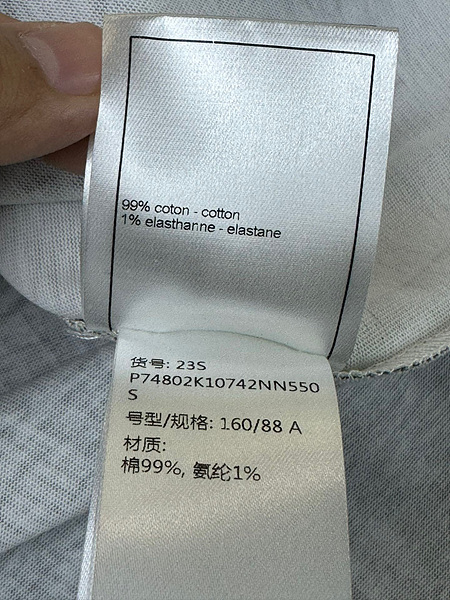 99% coton - cotton
1% elasthanne - elastane
货号: 23S
P74802K10742NN550
S
号型/规格: 160/88 A
材质:
棉99%, 氨纶1%